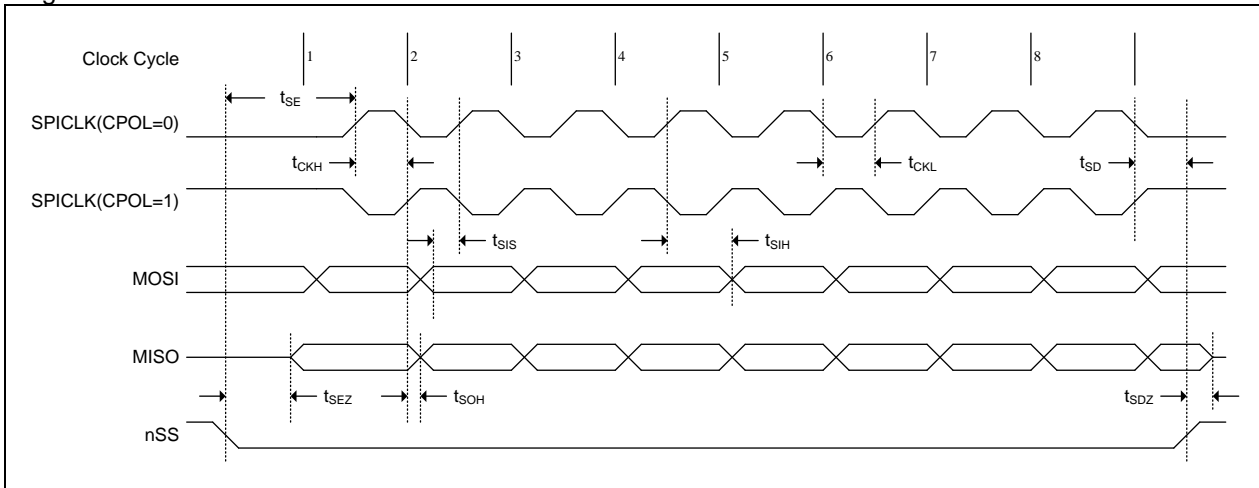 Clock Cycle 1 2 3 4 5 6 7 8
tSE
SPICLK(CPOL=0)
tCKH tCKL tSD
SPICLK(CPOL=1)
tSIS tSIH
MOSI
MISO
tSEZ tSOH tSDZ
nSS